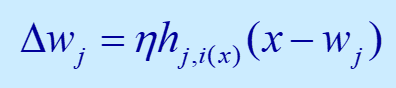 Δw_j = ηh_{j,i(x)}(x − w_j)